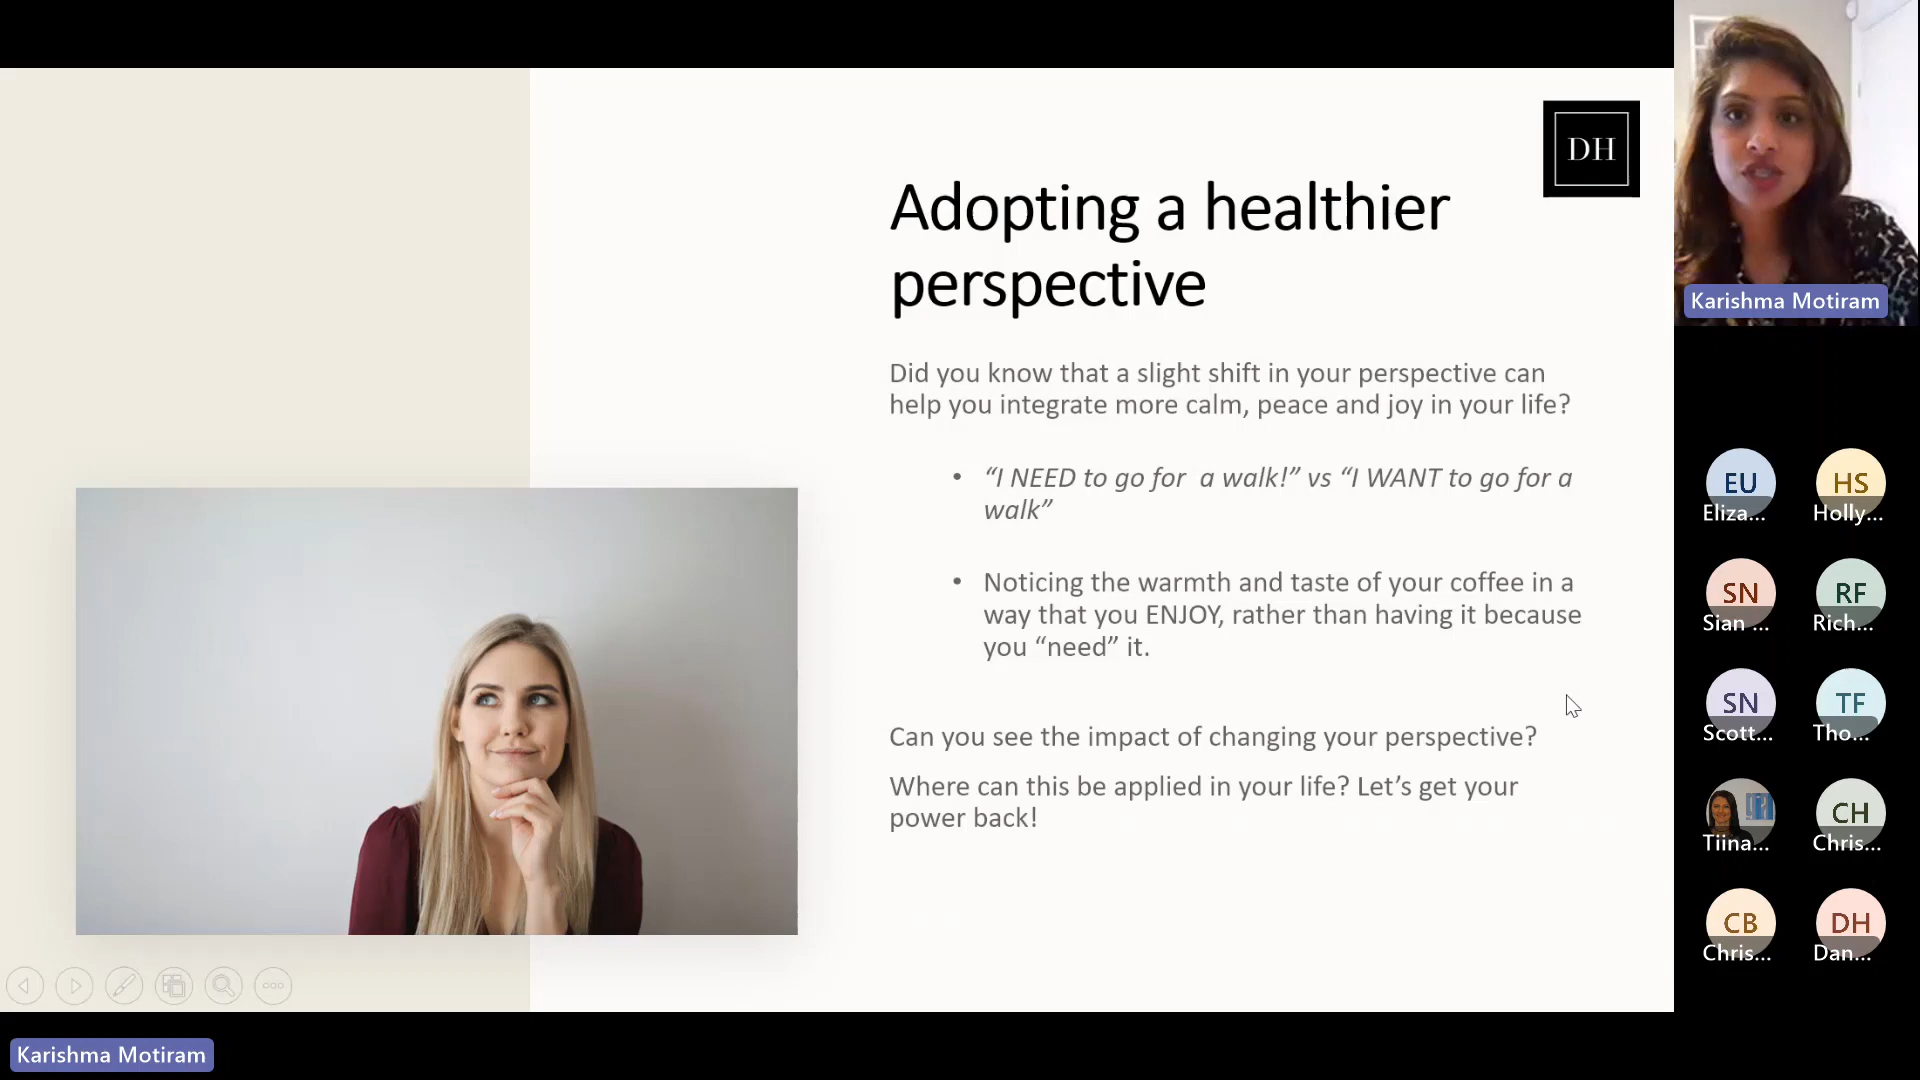 DH
Adopting a healthier
perspective
Did you know that a slight shift in your perspective can
help you integrate more calm, peace and joy in your life?
• “I NEED to go for  a walk!” vs “I WANT to go for a
walk”
• Noticing the warmth and taste of your coffee in a
way that you ENJOY, rather than having it because
you “need” it.
Can you see the impact of changing your perspective?
Where can this be applied in your life? Let’s get your
power back!
Karishma Motiram
Karishma Motiram
EU
HS
Eliza...
Holly...
SN
RF
Sian ...
Rich...
SN
TF
Scott...
Tho...
CH
Tiina...
Chris...
CB
DH
Chris...
Dan...